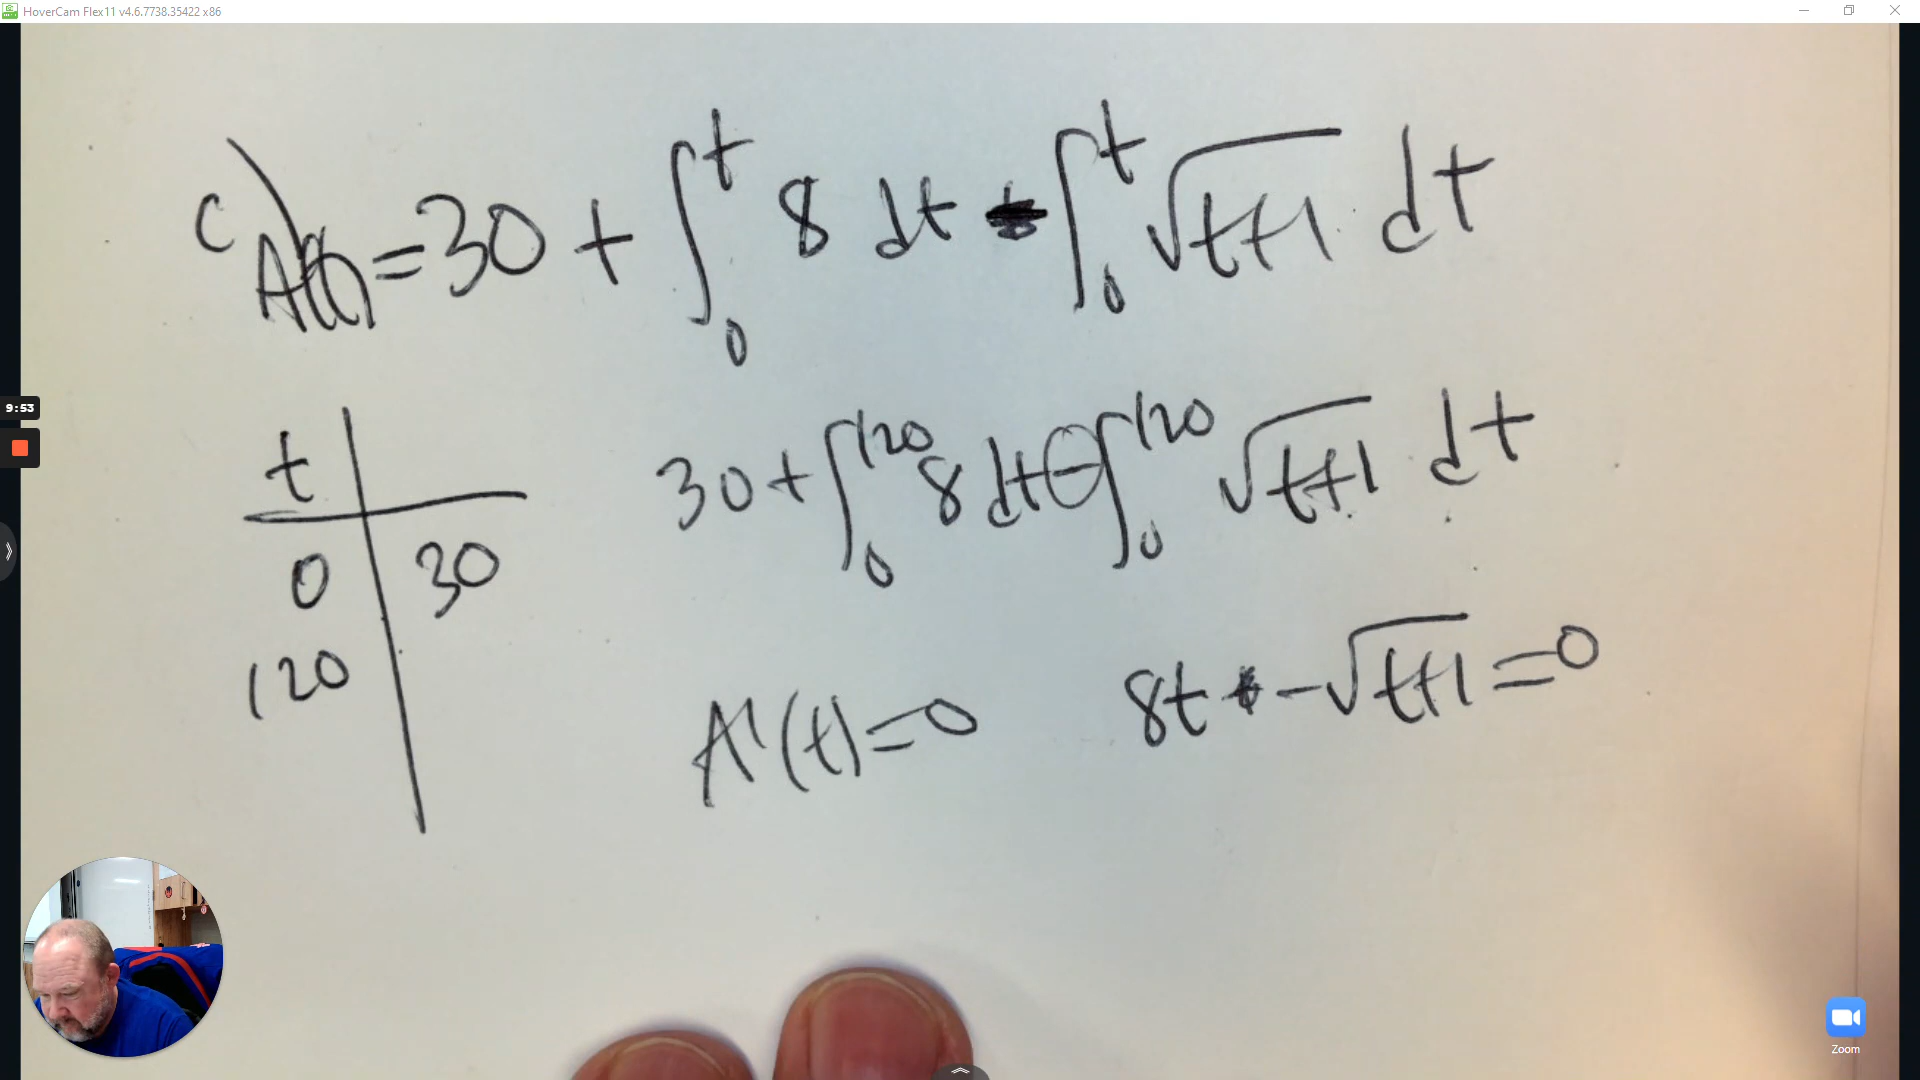 HoverCam Flex11 v4.6.7738.35422 x86
c) A(t) = 30 + ∫₀ᵗ 8 dt - ∫₀ᵗ √(t+1) dt
9:53
t
30 + ∫₀¹²⁰ 8 dt - ∫₀¹²⁰ √(t+1) dt
0 30
120
A'(t) = 0 8t - √(t+1) = 0
Zoom